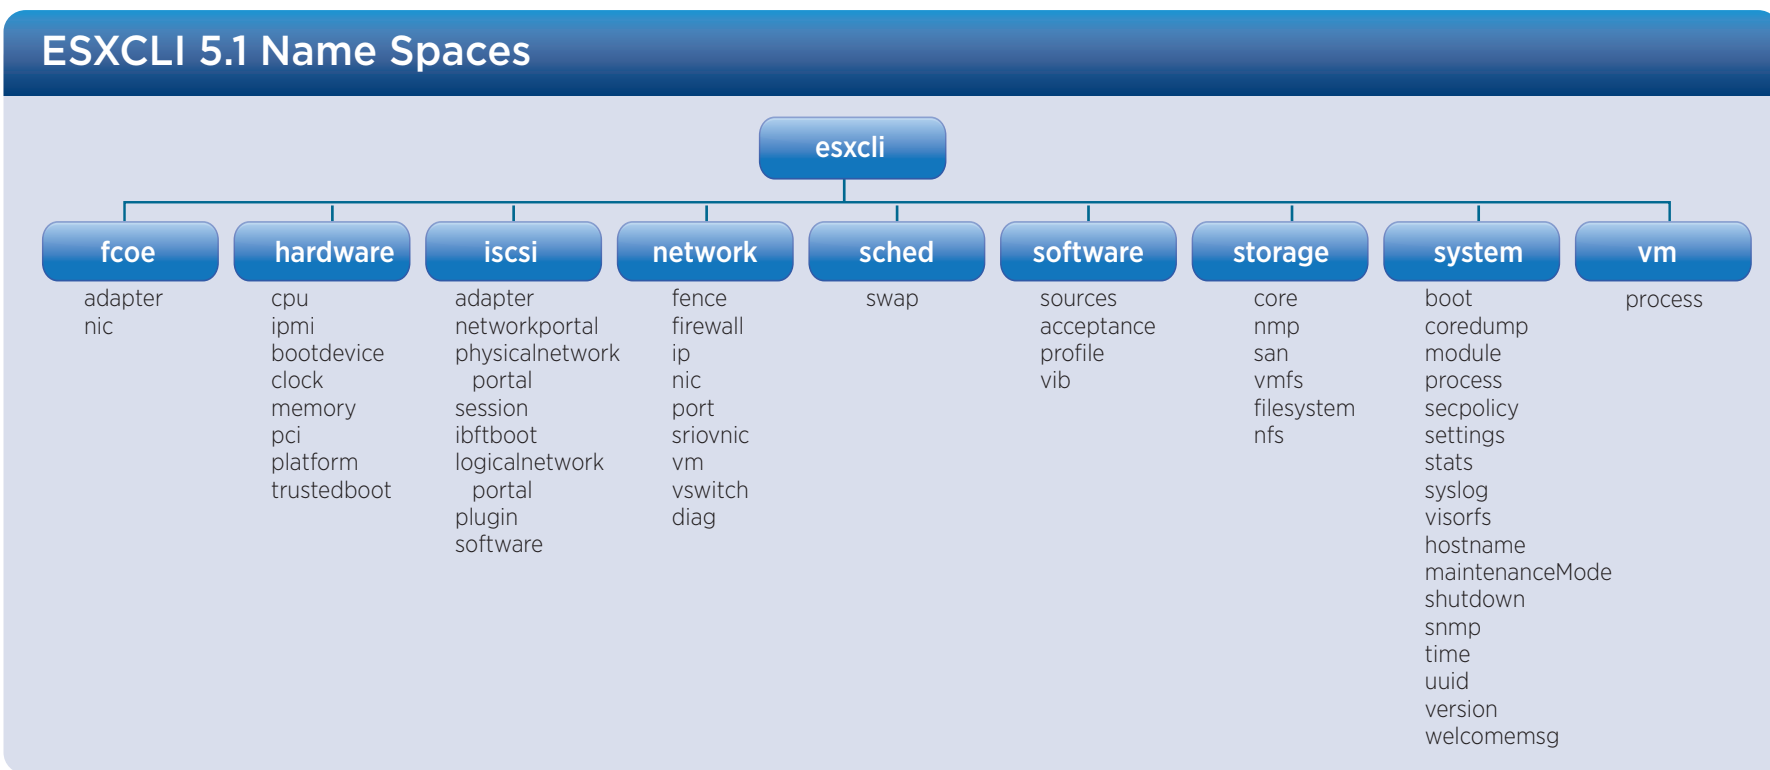 ESXCLI 5.1 Name Spaces
esxcli
fcoe
adapter
nic
hardware
cpu
ipmi
bootdevice
clock
memory
pci
platform
trustedboot
iscsi
adapter
networkportal
physicalnetwork
portal
session
ibftboot
logicalnetwork
portal
plugin
software
network
fence
firewall
ip
nic
port
sriovnic
vm
vswitch
diag
sched
swap
software
sources
acceptance
profile
vib
storage
core
nmp
san
vmfs
filesystem
nfs
system
boot
coredump
module
process
secpolicy
settings
stats
syslog
visorfs
hostname
maintenanceMode
shutdown
snmp
time
uuid
version
welcomemsg
vm
process